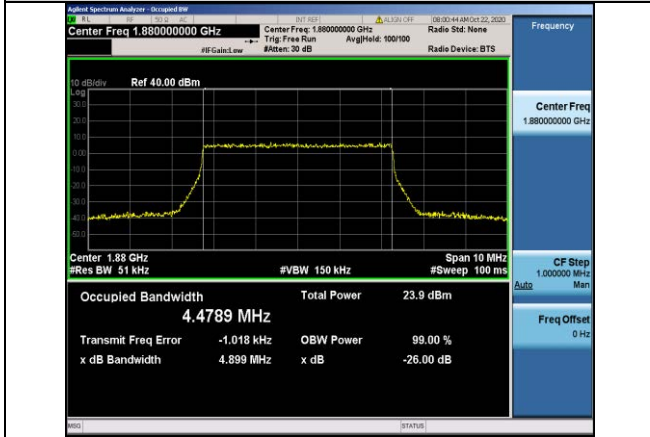 Agilent Spectrum Analyzer - Occupied BW
RL RF 50 Ω AC INT REF ALIGN OFF 08:00:44 AM Oct 22, 2020
Center Freq 1.880000000 GHz Center Freq: 1.880000000 GHz Radio Std: None Frequency
Trig: Free Run Avg|Hold: 100/100
#IFGain:Low #Atten: 30 dB Radio Device: BTS
10 dB/div Ref 40.00 dBm
Log
30.0
20.0
10.0
0.00
-10.0
-20.0
-30.0
-40.0
-50.0
Center Freq
1.880000000 GHz
Center 1.88 GHz Span 10 MHz
#Res BW 51 kHz #VBW 150 kHz #Sweep 100 ms
CF Step
1.000000 MHz
Auto Man
Occupied Bandwidth Total Power 23.9 dBm
4.4789 MHz
Freq Offset
0 Hz
Transmit Freq Error -1.018 kHz OBW Power 99.00 %
x dB Bandwidth 4.899 MHz x dB -26.00 dB
MSG STATUS